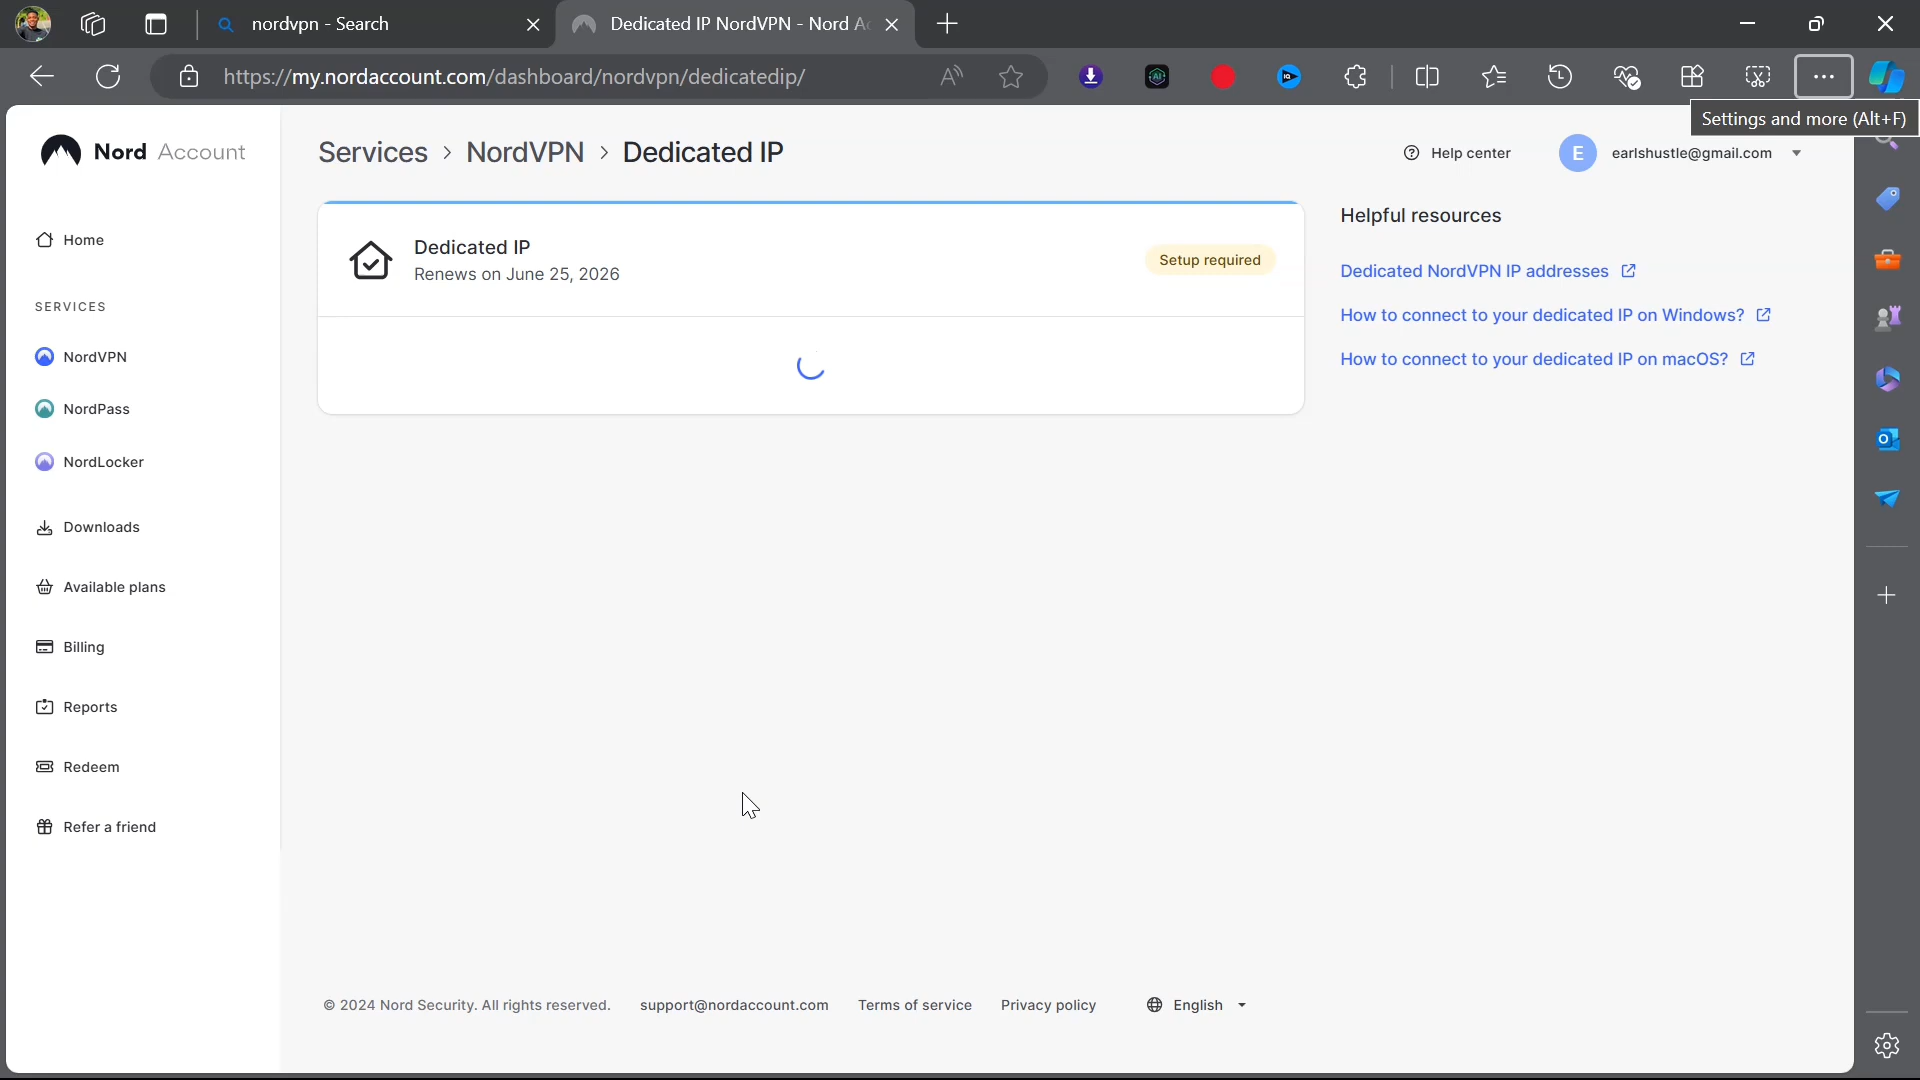 nordvpn - Search
Dedicated IP NordVPN - Nord Ac
https://my.nordaccount.com/dashboard/nordvpn/dedicatedip/
Settings and more (Alt+F)
Nord Account
Services > NordVPN > Dedicated IP
Help center
E
earlshustle@gmail.com
Home
SERVICES
NordVPN
NordPass
NordLocker
Downloads
Available plans
Billing
Reports
Redeem
Refer a friend
Dedicated IP
Renews on June 25, 2026
Setup required
Helpful resources
Dedicated NordVPN IP addresses
How to connect to your dedicated IP on Windows?
How to connect to your dedicated IP on macOS?
© 2024 Nord Security. All rights reserved. support@nordaccount.com Terms of service Privacy policy English